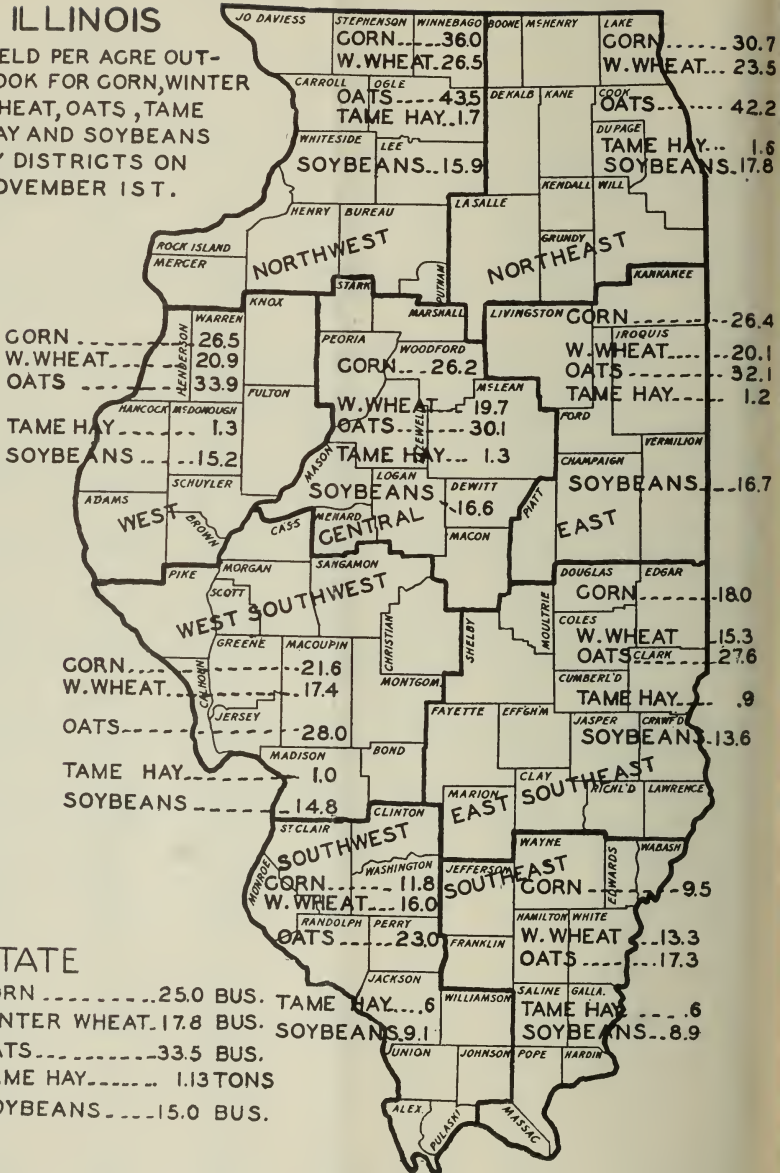 ILLINOIS
ELD PER ACRE OUT-
OOK FOR CORN, WINTER
HEAT, OATS, TAME
AY AND SOYBEANS
Y DISTRICTS ON
OVEMBER 1ST.
JO DAVIESS
STEPHENSON
WINNEBAGO
CORN.....36.0
W.WHEAT.26.5
CARROLL
OGLE
OATS.....43.5
TAME HAY..1.7
WHITESIDE
LEE
SOYBEANS..15.9
HENRY
BUREAU
ROCK ISLAND
MERCER
PUTNAM
NORTHWEST
BOONE
McHENRY
LAKE
CORN...... 30.7
W.WHEAT... 23.5
DEKALB
KANE
COOK
OATS...... 42.2
DU PAGE
TAME HAY... 1.6
SOYBEANS.17.8
KENDALL
WILL
LASALLE
GRUNDY
NORTHEAST
KANKAKEE
KNOX
WARREN
HENDERSON
CORN ........... 26.5
W.WHEAT....... 20.9
OATS .......... 33.9
FULTON
HANCOCK
McDONOUGH
TAME HAY........ 1.3
SOYBEANS ..... 15.2
SCHUYLER
ADAMS
BROWN
WEST
STARK
MARSHALL
PEORIA
WOODFORD
CORN....26.2
McLEAN
W.WHEAT 19.7
OATS..... 30.1
TAZEWELL
MASON
TAME HAY... 1.3
LOGAN
SOYBEANS
DEWITT
16.6
MENARD
CENTRAL
MACON
LIVINGSTON
CORN......... 26.4
IROQUIS
W.WHEAT..... 20.1
OATS......... 32.1
TAME HAY.... 1.2
FORD
VERMILION
CHAMPAIGN
SOYBEANS....16.7
PIATT
EAST
CASS
PIKE
MORGAN
SANGAMON
SCOTT
WEST SOUTHWEST
CHRISTIAN
GREENE
MACOUPIN
CALHOUN
CORN............21.6
W.WHEAT........ 17.4
MONTGOM.
JERSEY
OATS............28.0
MADISON
BOND
TAME HAY....... 1.0
SOYBEANS .......14.8
DOUGLAS
EDGAR
CORN ......18.0
MOULTRIE
COLES
SHELBY
W.WHEAT 15.3
OATS 27.6
CLARK
CUMBERL'D
TAME HAY... .9
FAYETTE
EFFGH'M
JASPER
CRAWF'D
SOYBEANS.13.6
CLAY
MARION
RICHL'D
LAWRENCE
EAST SOUTHEAST
CLINTON
ST CLAIR
SOUTHWEST
WASHINGTON
MONROE
CORN...... 11.8
W.WHEAT... 16.0
RANDOLPH
PERRY
OATS.....23.0
JACKSON
TAME HAY.....6
SOYBEANS.9.1
UNION
ALEX.
PULASKI
WAYNE
WABASH
EDWARDS
JEFFERSON
SOUTHEAST
CORN .......9.5
HAMILTON
WHITE
W.WHEAT .. 13.3
OATS ......17.3
FRANKLIN
WILLIAMSON
SALINE
GALLA.
TAME HAY .. .6
SOYBEANS..8.9
JOHNSON
POPE
HARDIN
MASSAC
TATE
RN .........25.0 BUS.
NTER WHEAT.17.8 BUS.
ATS.........33.5 BUS.
ME HAY....... 1.13 TONS
OYBEANS.....15.0 BUS.